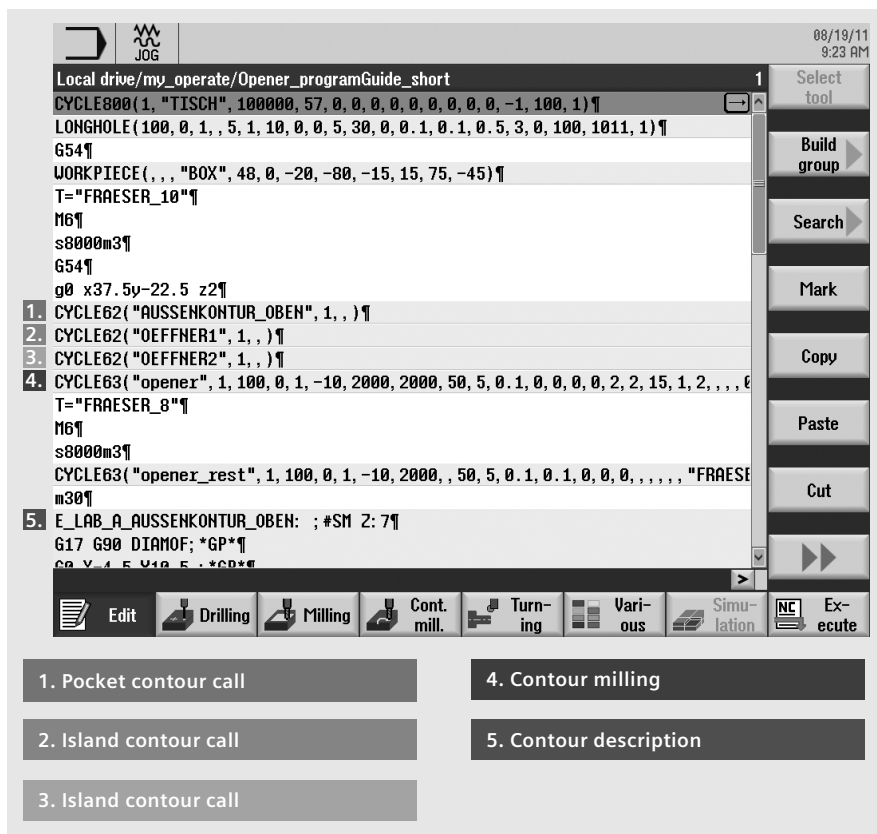 JOG
08/19/11
9:23 AM
Local drive/my_operate/Opener_programGuide_short 1
CYCLE800(1,"TISCH",100000,57,0,0,0,0,0,0,0,0,0,-1,100,1)¶
LONGHOLE(100,0,1,,5,1,10,0,0,5,30,0,0.1,0.1,0.5,3,0,100,1011,1)¶
G54¶
WORKPIECE(,,,"BOX",48,0,-20,-80,-15,15,75,-45)¶
T="FRAESER_10"¶
M6¶
s8000m3¶
G54¶
g0 x37.5y-22.5 z2¶
1. CYCLE62("AUSSENKONTUR_OBEN",1,,)¶
2. CYCLE62("OEFFNER1",1,,)¶
3. CYCLE62("OEFFNER2",1,,)¶
4. CYCLE63("opener",1,100,0,1,-10,2000,2000,50,5,0.1,0,0,0,0,2,2,15,1,2,,,,0
T="FRAESER_8"¶
M6¶
s8000m3¶
CYCLE63("opener_rest",1,100,0,1,-10,2000,,50,5,0.1,0.1,0,0,0,,,,,,"FRAESE
m30¶
5. E_LAB_A_AUSSENKONTUR_OBEN: ;#SM Z:7¶
G17 G90 DIAMOF;*GP*¶
Select tool
Build group
Search
Mark
Copy
Paste
Cut
Edit
Drilling
Milling
Cont. mill.
Turn-ing
Vari-ous
Simu-lation
NC Ex-ecute
1. Pocket contour call
2. Island contour call
3. Island contour call
4. Contour milling
5. Contour description